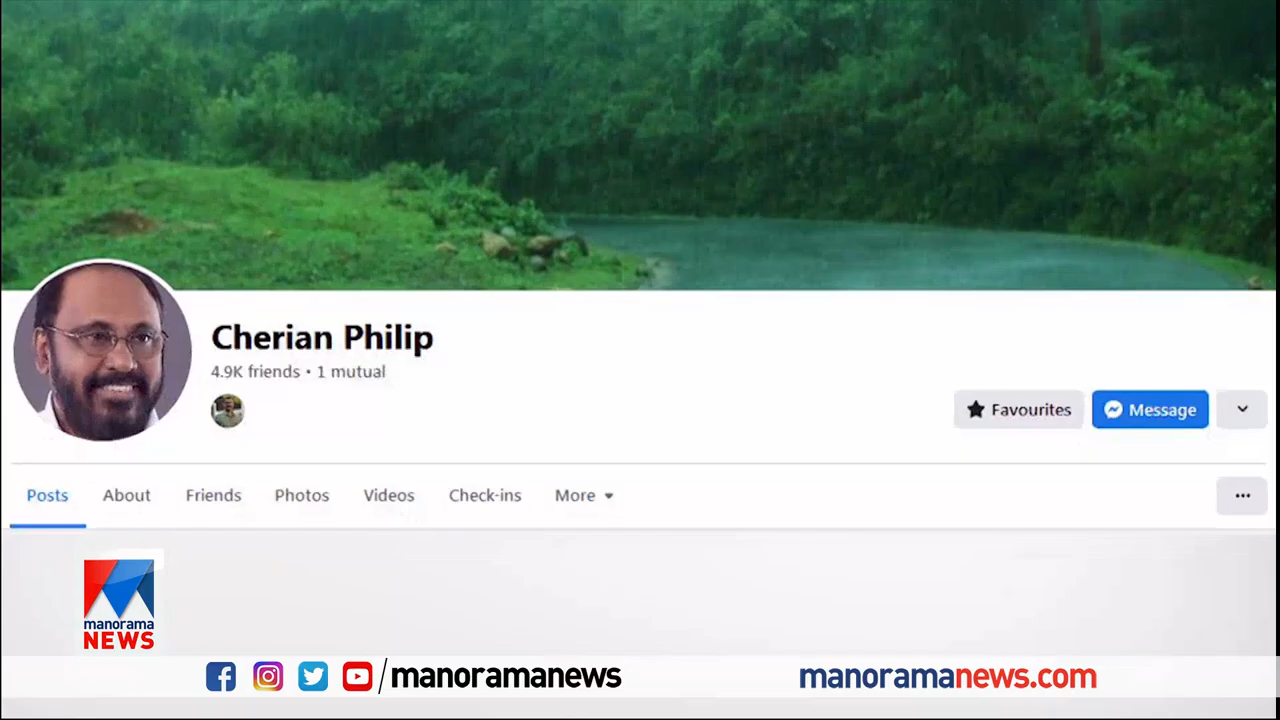 Cherian Philip
4.9K friends • 1 mutual
Favourites
Message
Posts
About
Friends
Photos
Videos
Check-ins
More
manorama
NEWS
/manoramanews
manoramanews.com